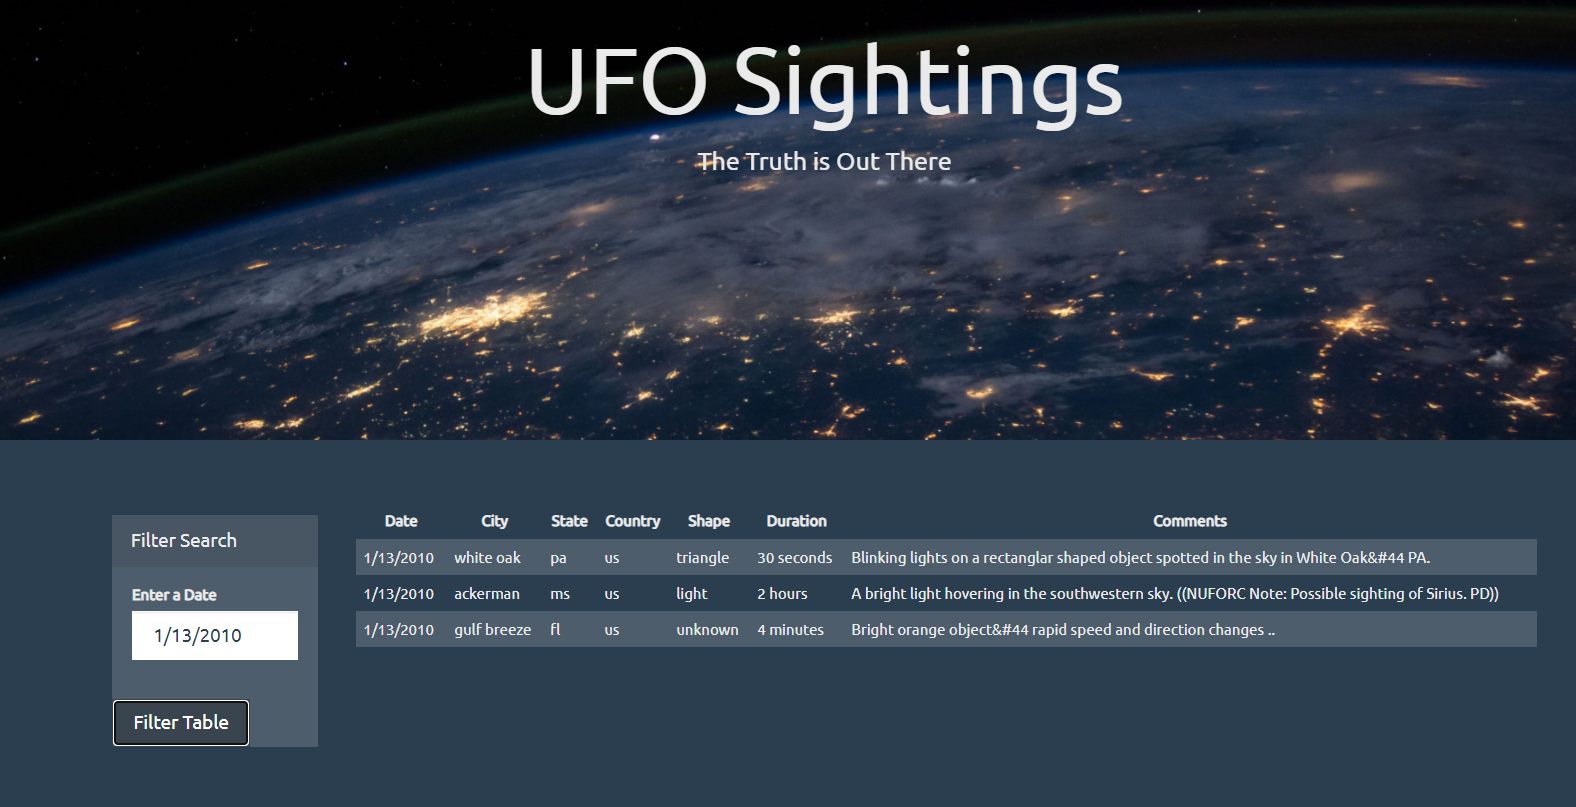 UFO Sightings
The Truth is Out There
Filter Search
Enter a Date
1/13/2010
Filter Table
Date City State Country Shape Duration Comments
1/13/2010 white oak pa us triangle 30 seconds Blinking lights on a rectanglar shaped object spotted in the sky in White Oak&#44 PA.
1/13/2010 ackerman ms us light 2 hours A bright light hovering in the southwestern sky. ((NUFORC Note: Possible sighting of Sirius. PD))
1/13/2010 gulf breeze fl us unknown 4 minutes Bright orange object&#44 rapid speed and direction changes ..